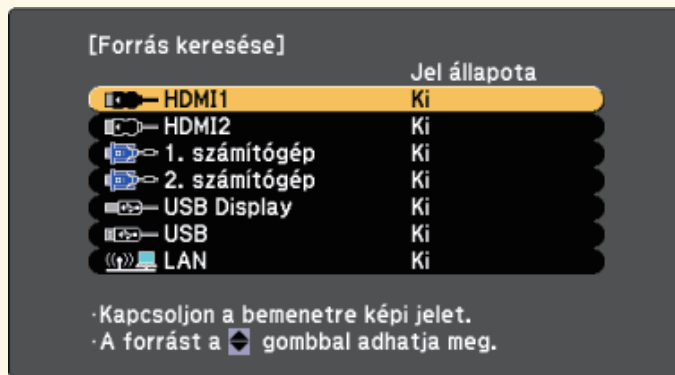 [Forrás keresése]
Jel állapota
HDMI1 Ki
HDMI2 Ki
1. számítógép Ki
2. számítógép Ki
USB Display Ki
USB Ki
LAN Ki
·Kapcsoljon a bemenetre képi jelet.
·A forrást a gombbal adhatja meg.